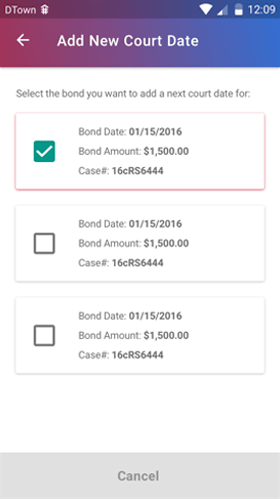 DTown 12:09
Add New Court Date
Select the bond you want to add a next court date for:
Bond Date: 01/15/2016
Bond Amount: $1,500.00
Case#: 16cRS6444
Bond Date: 01/15/2016
Bond Amount: $1,500.00
Case#: 16cRS6444
Bond Date: 01/15/2016
Bond Amount: $1,500.00
Case#: 16cRS6444
Cancel